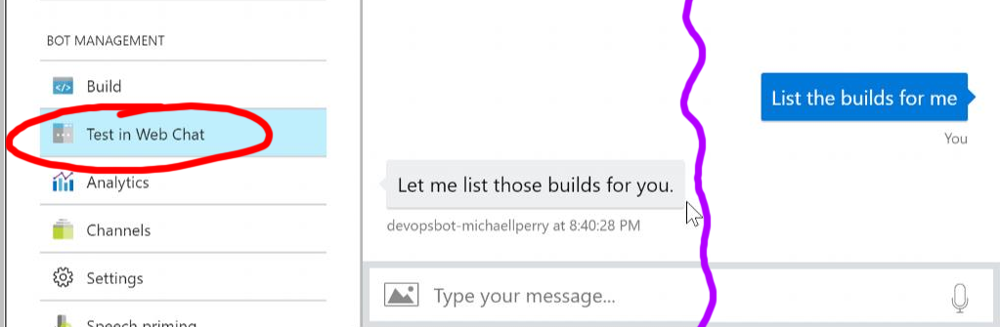 BOT MANAGEMENT
Build
Test in Web Chat
Analytics
Channels
Settings
Speech priming
List the builds for me
You
Let me list those builds for you.
devopsbot-michaellperry at 8:40:28 PM
Type your message...